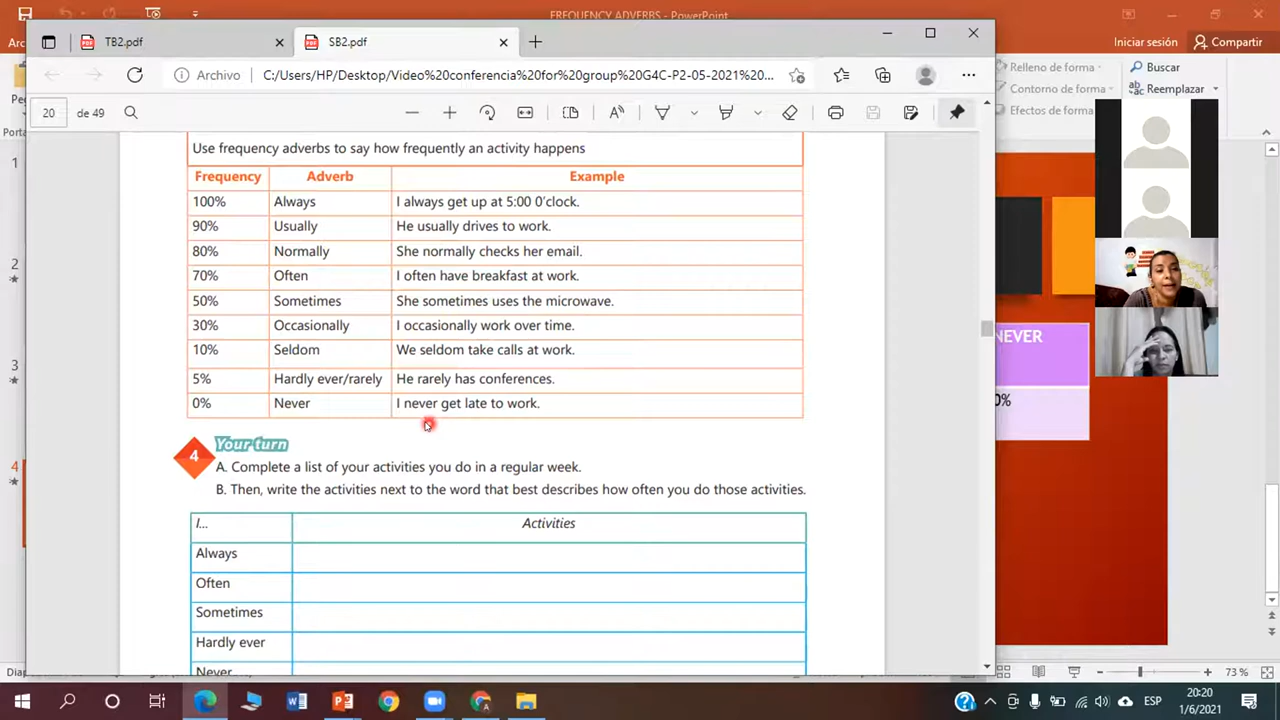 FREQUENCY ADVERBS - PowerPoint
TB2.pdf
SB2.pdf
Iniciar sesión
Compartir
Archivo
C:/Users/HP/Desktop/Video%20conferencia%20for%20group%20G4C-P2-05-2021%20...
Relleno de forma
Contorno de forma
Efectos de forma
Buscar
Reemplazar
20 de 49
Use frequency adverbs to say how frequently an activity happens
Frequency Adverb Example
100% Always I always get up at 5:00 0'clock.
90% Usually He usually drives to work.
80% Normally She normally checks her email.
70% Often I often have breakfast at work.
50% Sometimes She sometimes uses the microwave.
30% Occasionally I occasionally work over time.
10% Seldom We seldom take calls at work.
5% Hardly ever/rarely He rarely has conferences.
0% Never I never get late to work.
4 Your turn
A. Complete a list of your activities you do in a regular week.
B. Then, write the activities next to the word that best describes how often you do those activities.
I... Activities
Always
Often
Sometimes
Hardly ever
Never
1
2
3
4
NEVER
0%
73 %
ESP
20:20
1/6/2021